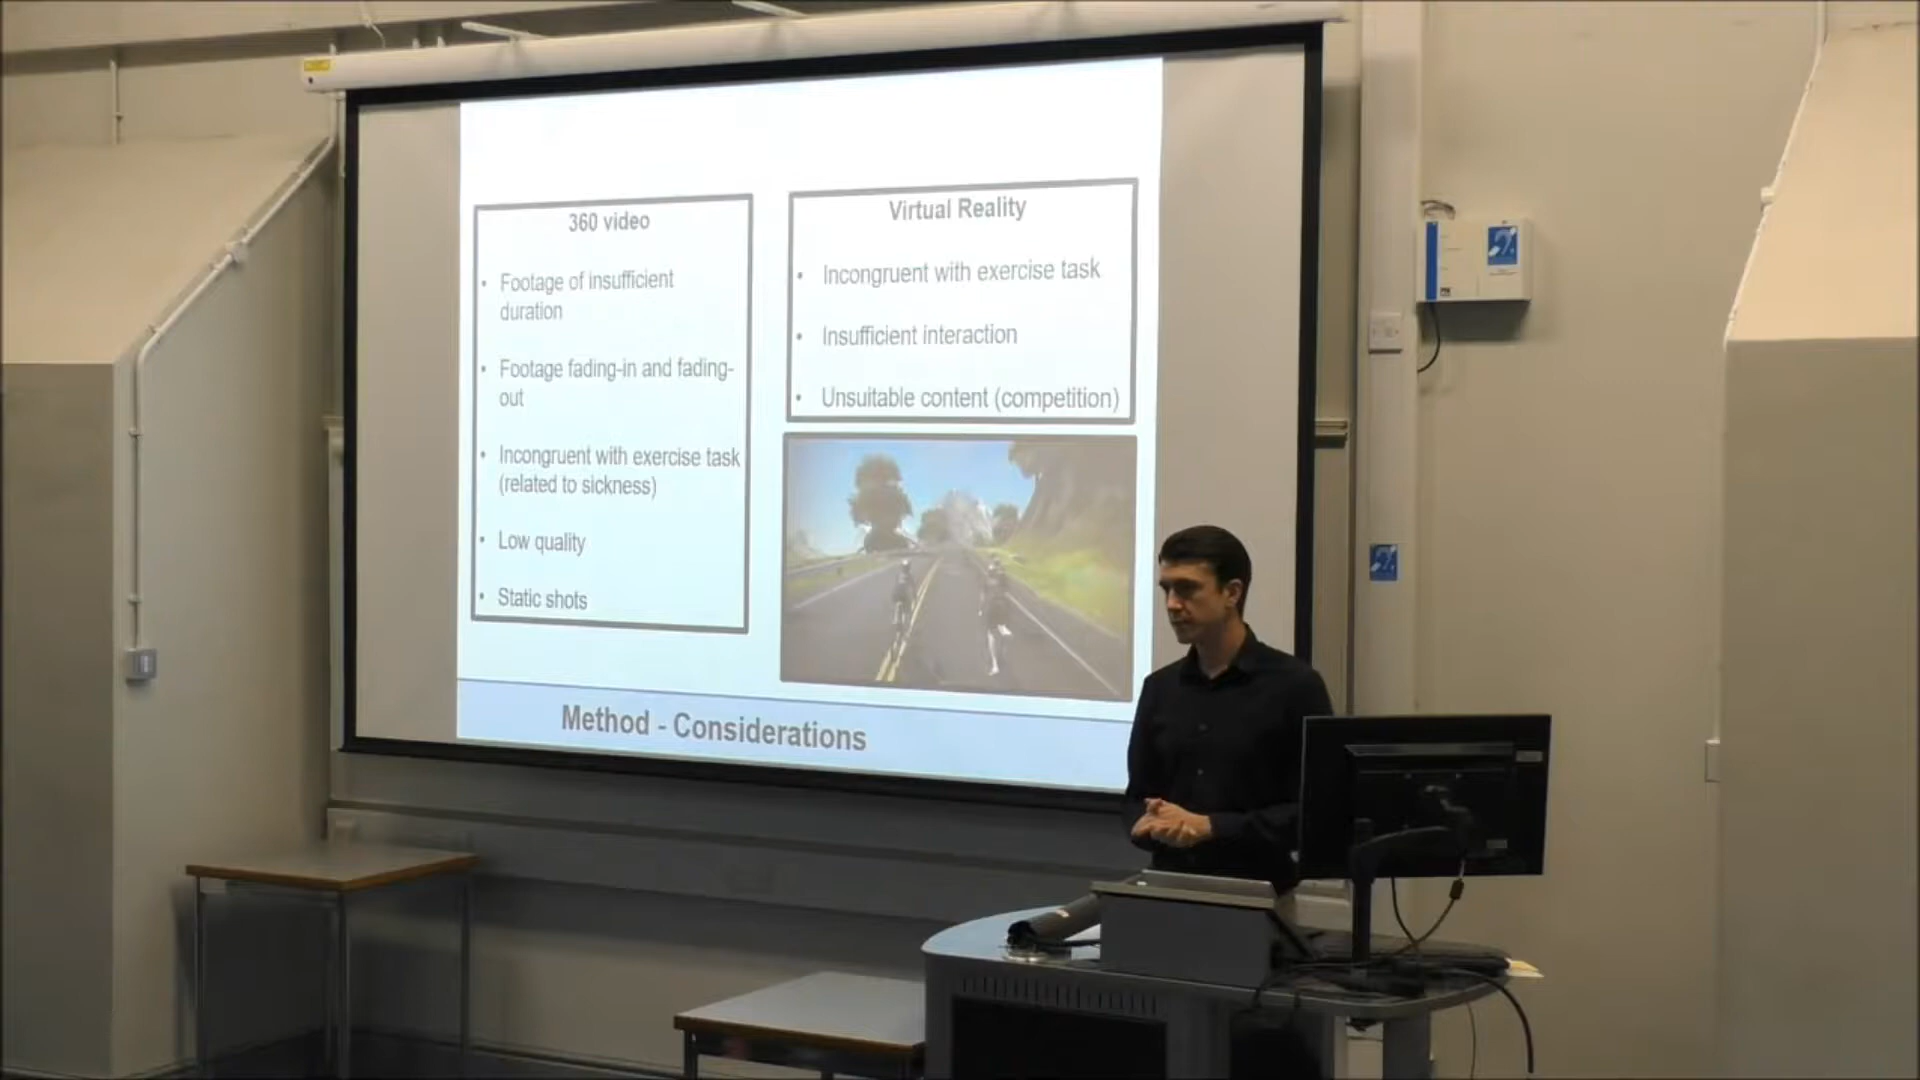 360 video
• Footage of insufficient
duration
• Footage fading-in and fading-
out
• Incongruent with exercise task
(related to sickness)
• Low quality
• Static shots
Virtual Reality
• Incongruent with exercise task
• Insufficient interaction
• Unsuitable content (competition)
Method - Considerations